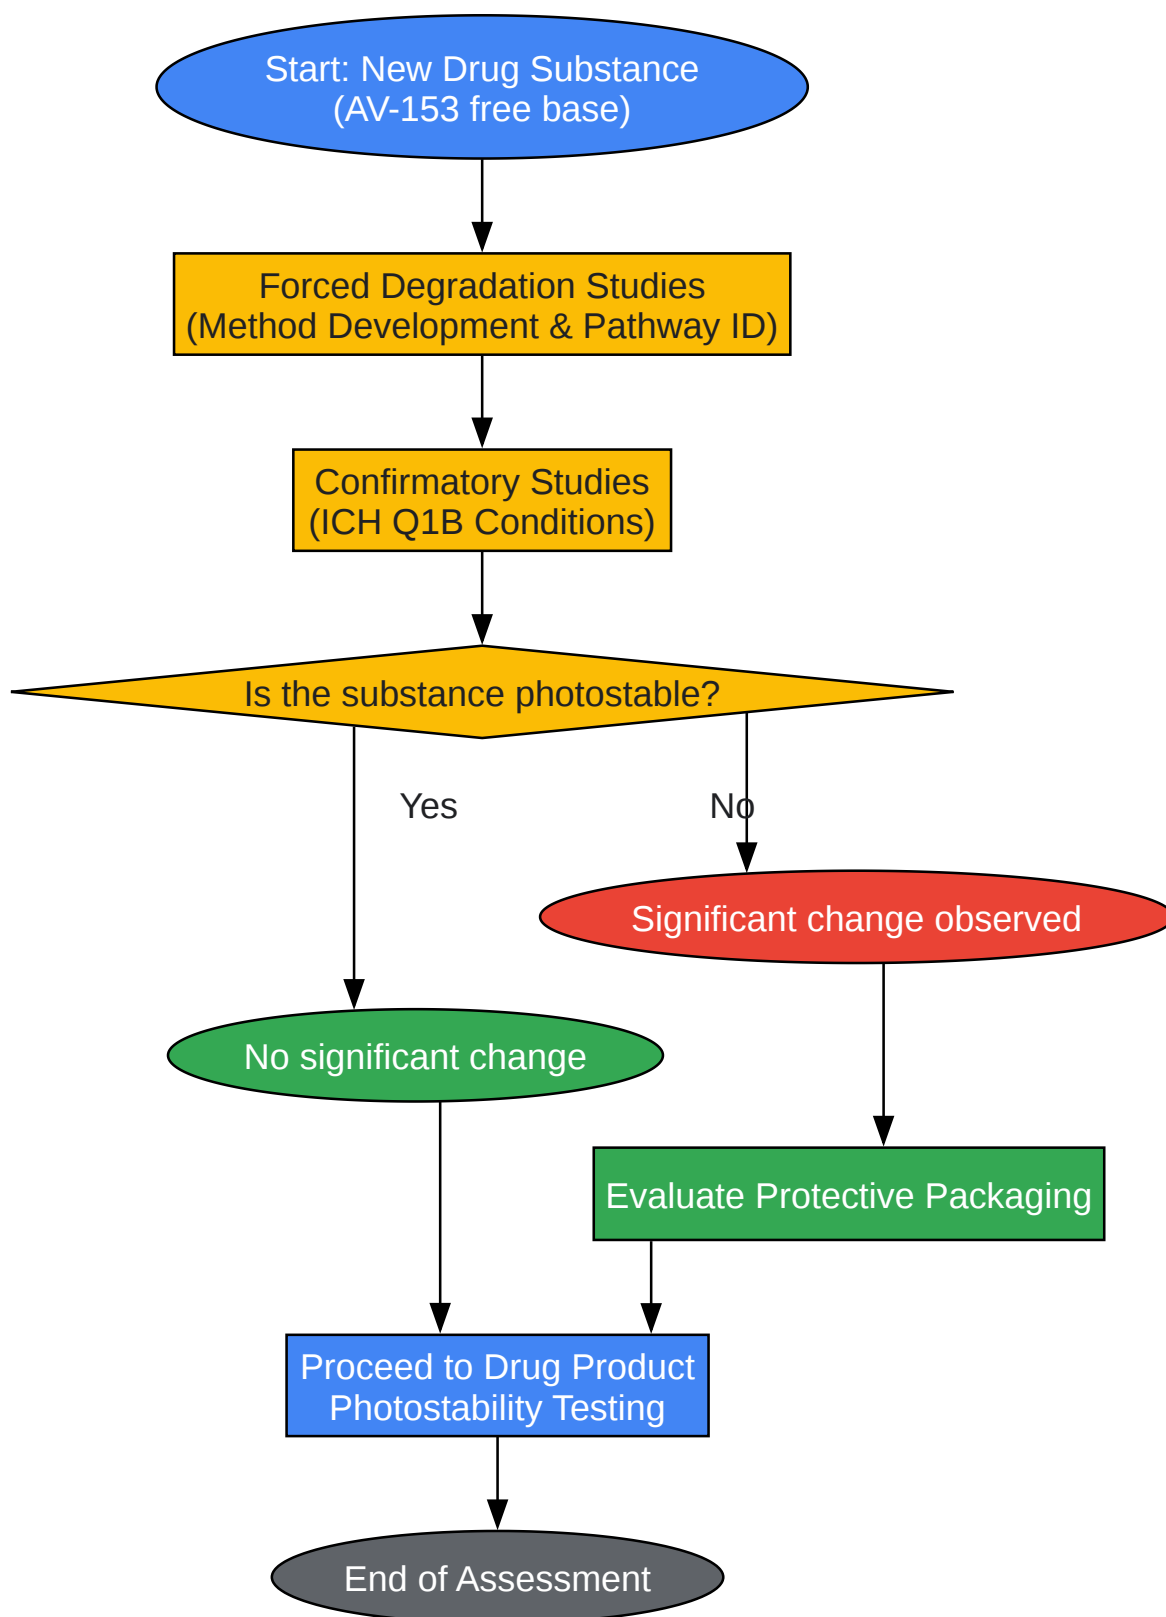 Start: New Drug Substance
(AV-153 free base)
Forced Degradation Studies
(Method Development & Pathway ID)
Confirmatory Studies
(ICH Q1B Conditions)
Is the substance photostable?
Yes
No
Significant change observed
No significant change
Evaluate Protective Packaging
Proceed to Drug Product
Photostability Testing
End of Assessment